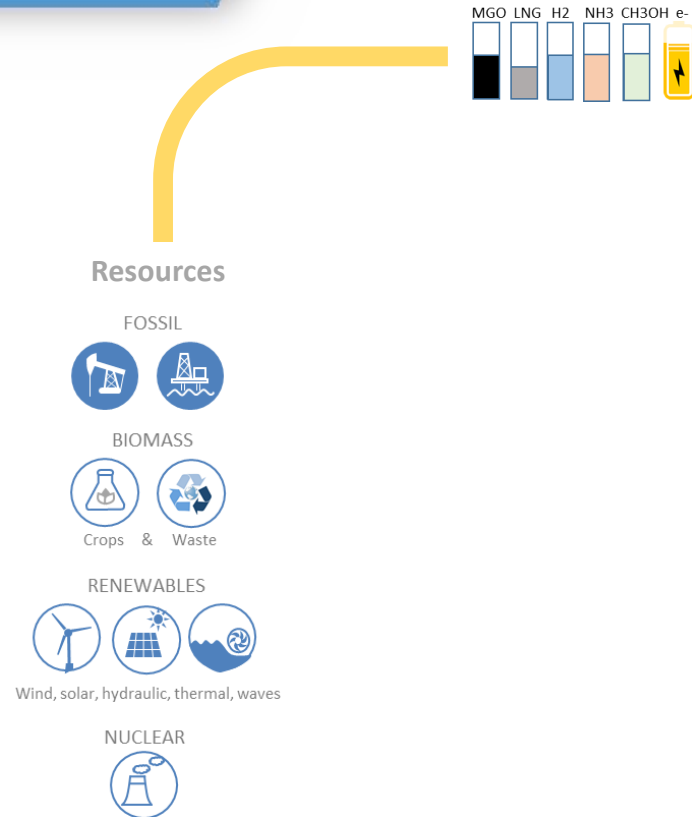 MGO LNG H2 NH3 CH3OH e-
Resources
FOSSIL
BIOMASS
Crops & Waste
RENEWABLES
Wind, solar, hydraulic, thermal, waves
NUCLEAR